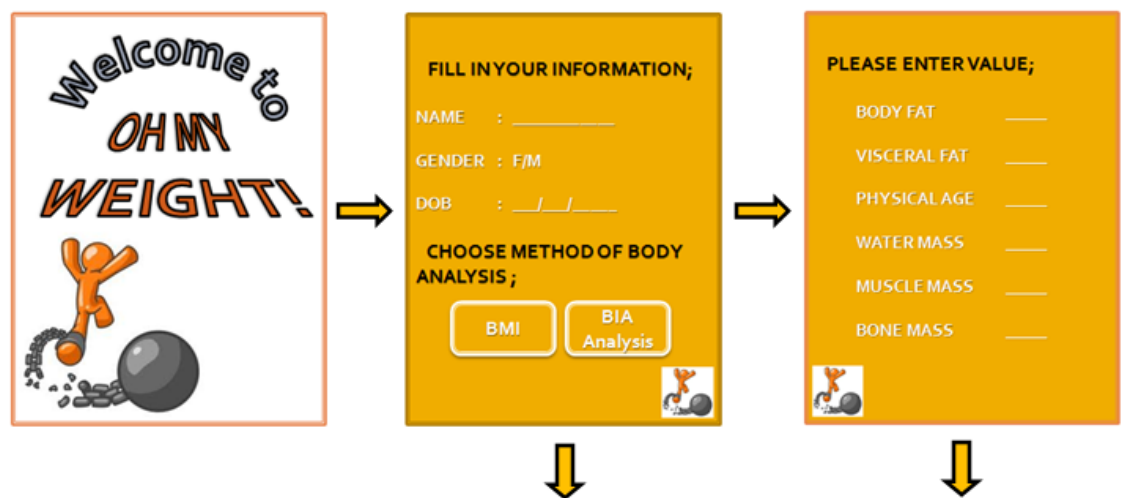 Welcome to
OH MY
WEIGHT!
FILL IN YOUR INFORMATION;
NAME : ____________
GENDER : F/M
DOB : ___/___/_____
CHOOSE METHOD OF BODY
ANALYSIS ;
BMI
BIA
Analysis
PLEASE ENTER VALUE;
BODY FAT _____
VISCERAL FAT _____
PHYSICAL AGE _____
WATER MASS _____
MUSCLE MASS _____
BONE MASS _____